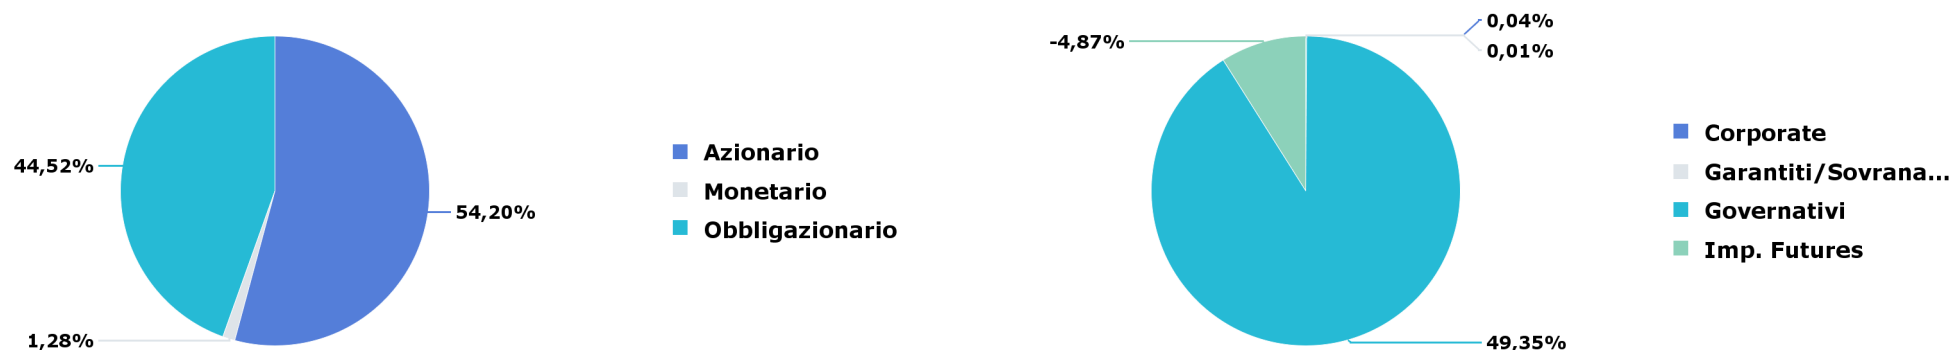 44,52%
54,20%
1,28%
Azionario
Monetario
Obbligazionario
-4,87%
0,04%
0,01%
49,35%
Corporate
Garantiti/Sovrana...
Governativi
Imp. Futures